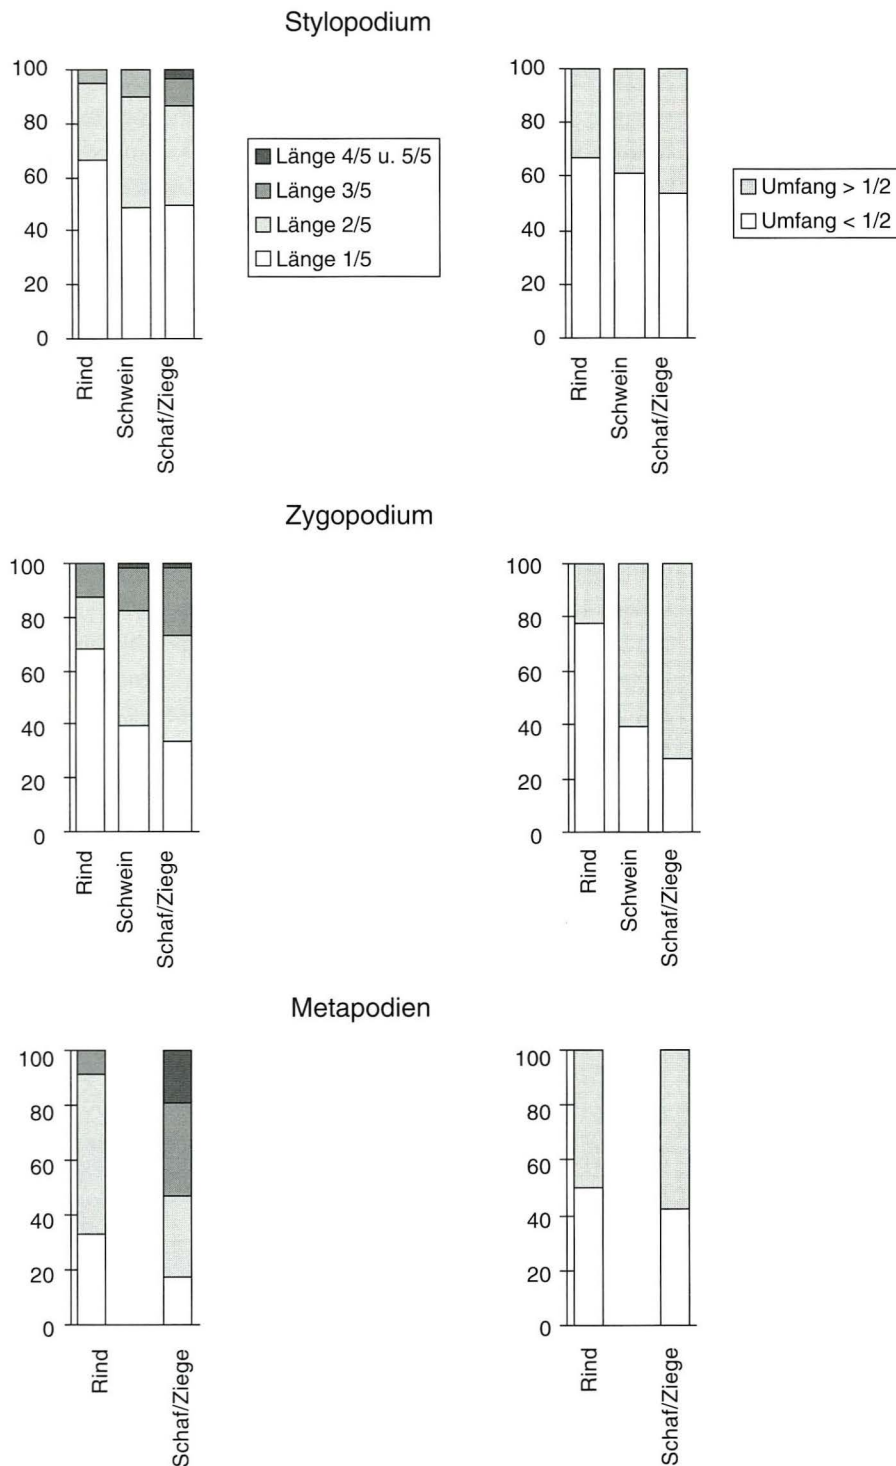 Stylopodium
100
80
60
40
20
0
Rind
Schwein
Schaf/Ziege
Länge 4/5 u. 5/5
Länge 3/5
Länge 2/5
Länge 1/5
100
80
60
40
20
0
Rind
Schwein
Schaf/Ziege
Umfang > 1/2
Umfang < 1/2
Zygopodium
100
80
60
40
20
0
Rind
Schwein
Schaf/Ziege
100
80
60
40
20
0
Rind
Schwein
Schaf/Ziege
Metapodien
100
80
60
40
20
0
Rind
Schaf/Ziege
100
80
60
40
20
0
Rind
Schaf/Ziege